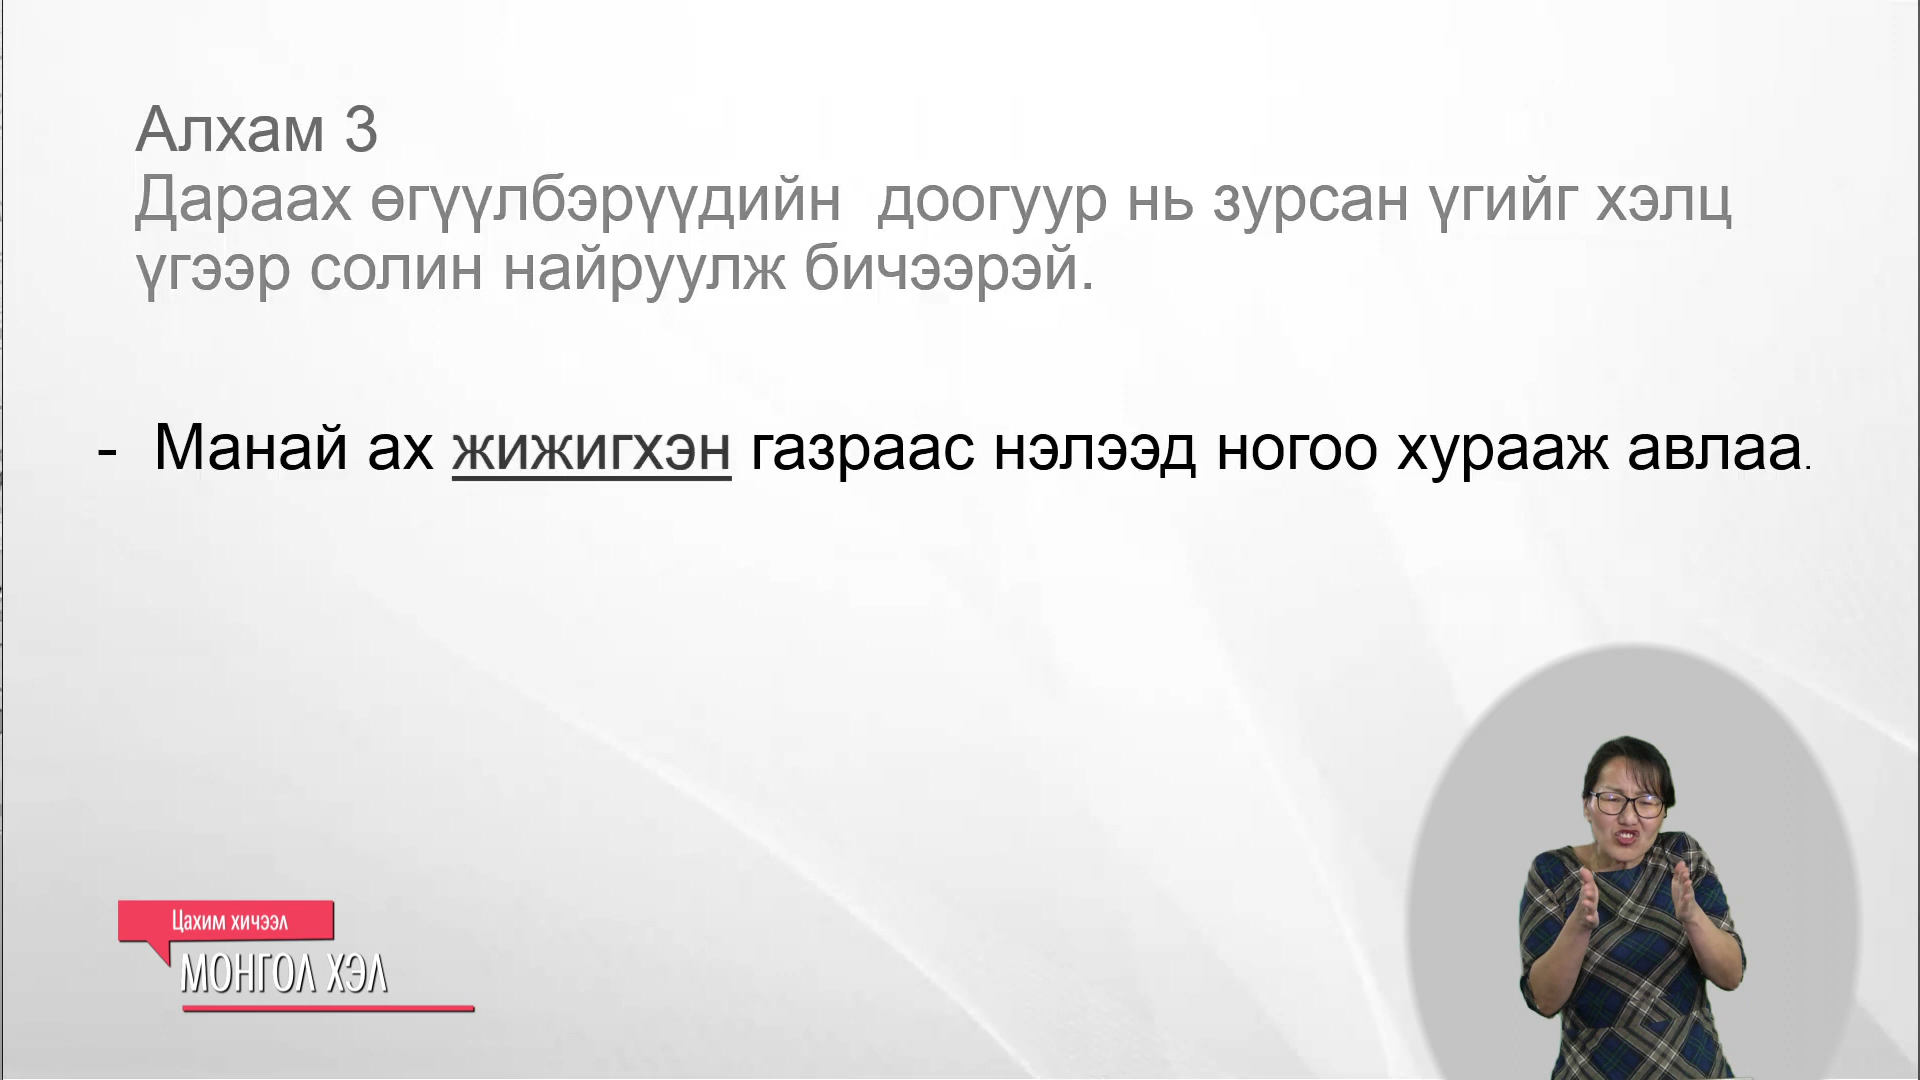 Алхам 3
Дараах өгүүлбэрүүдийн доогуур нь зурсан үгийг хэлц
үгээр солин найруулж бичээрэй.
- Манай ах жижигхэн газраас нэлээд ногоо хурааж авлаа.
Цахим хичээл
МОНГОЛ ХЭЛ